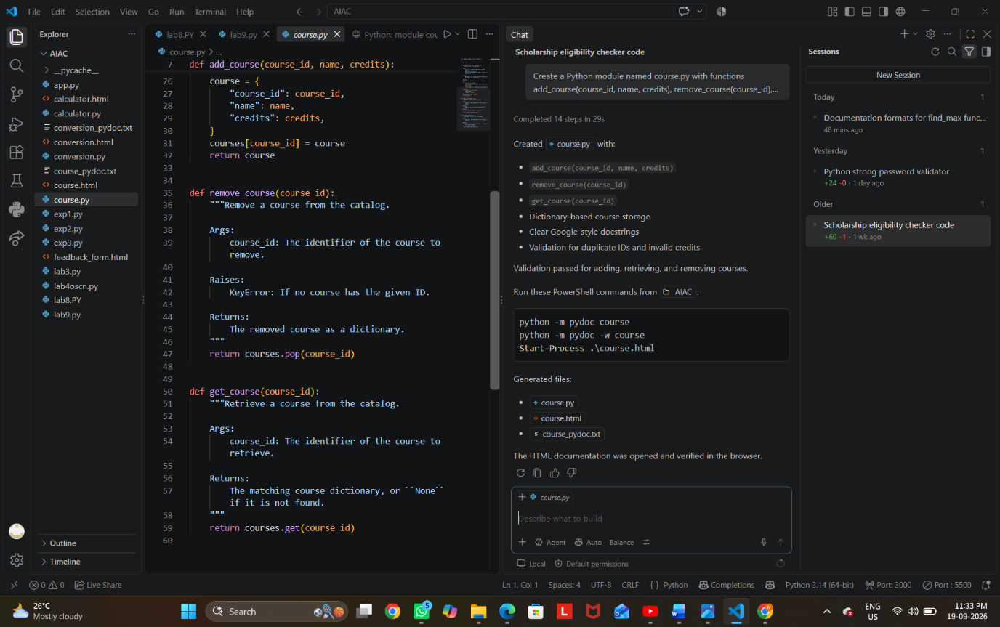 File Edit Selection View Go Run Terminal Help
AIAC
Explorer
AIAC
__pycache__
app.py
calculator.html
calculator.py
conversion_pydoc.txt
conversion.html
conversion.py
course_pydoc.txt
course.html
course.py
exp1.py
exp2.py
exp3.py
feedback_form.html
lab3.py
lab4oscn.py
lab8.PY
lab9.py
Outline
Timeline
lab8.PY lab9.py course.py Python: module cou
course.py > ...
7 def add_course(course_id, name, credits):
26 course = {
27 "course_id": course_id,
28 "name": name,
29 "credits": credits,
30 }
31 courses[course_id] = course
32 return course
33
34
35 def remove_course(course_id):
36 """Remove a course from the catalog.
37
38 Args:
39 course_id: The identifier of the course to
remove.
40
41 Raises:
42 KeyError: If no course has the given ID.
43
44 Returns:
45 The removed course as a dictionary.
46 """
47 return courses.pop(course_id)
48
49
50 def get_course(course_id):
51 """Retrieve a course from the catalog.
52
53 Args:
54 course_id: The identifier of the course to
retrieve.
55
56 Returns:
57 The matching course dictionary, or ``None``
if it is not found.
58 """
59 return courses.get(course_id)
60
Chat
Scholarship eligibility checker code
Create a Python module named course.py with functions
add_course(course_id, name, credits), remove_course(course_id),...
Completed 14 steps in 29s
Created course.py with:
add_course(course_id, name, credits)
remove_course(course_id)
get_course(course_id)
Dictionary-based course storage
Clear Google-style docstrings
Validation for duplicate IDs and invalid credits
Validation passed for adding, retrieving, and removing courses.
Run these PowerShell commands from AIAC :
python -m pydoc course
python -m pydoc -w course
Start-Process .\course.html
Generated files:
course.py
course.html
course_pydoc.txt
The HTML documentation was opened and verified in the browser.
course.py
Describe what to build
Agent Auto Balance
Local Default permissions
Sessions
New Session
Today 1
Documentation formats for find_max func...
48 mins ago
Yesterday 1
Python strong password validator
+24 -0 · 1 day ago
Older 1
Scholarship eligibility checker code
+60 -1 · 1 wk ago
0 0 Live Share Ln 1, Col 1 Spaces: 4 UTF-8 CRLF { } Python Completions Python 3.14 (64-bit) Port: 3000 Port : 5500
26°C
Mostly cloudy
Search
5
L
N
ENG
US
11:33 PM
19-09-2026